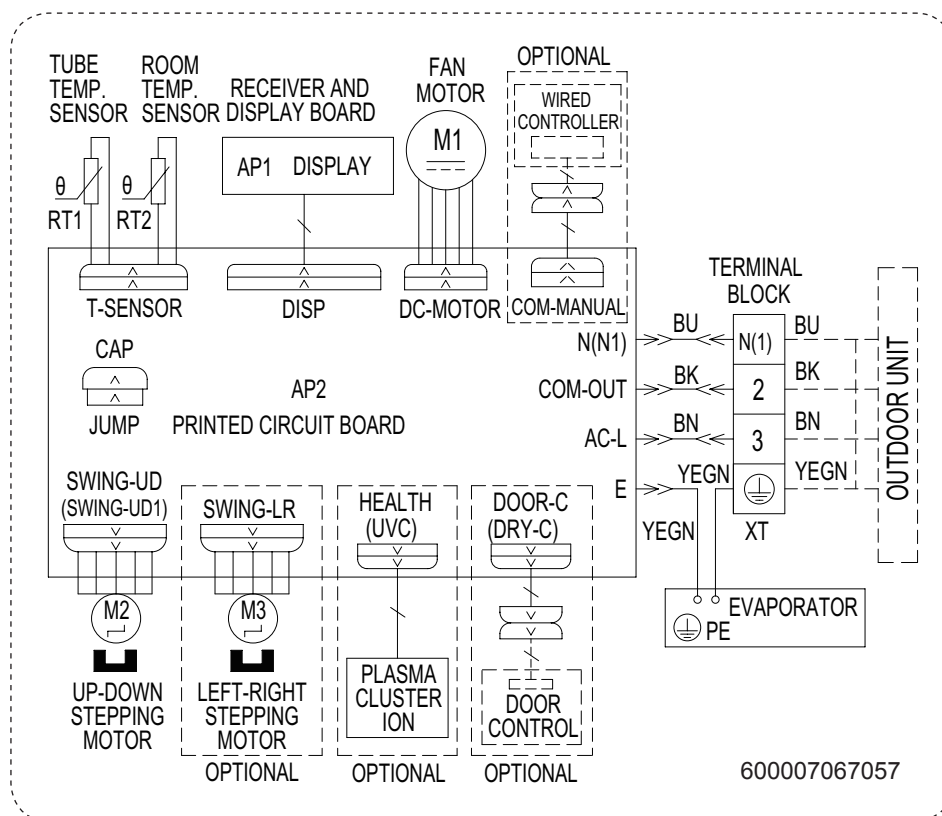 TUBE
TEMP.
SENSOR
ROOM
TEMP.
SENSOR
RECEIVER AND
DISPLAY BOARD
FAN
MOTOR
OPTIONAL
WIRED
CONTROLLER
AP1 DISPLAY
M1
θ
RT1
θ
RT2
T-SENSOR
DISP
DC-MOTOR
COM-MANUAL
TERMINAL
BLOCK
CAP
JUMP
AP2
PRINTED CIRCUIT BOARD
N(N1)
BU
N(1)
BU
COM-OUT
BK
2
BK
AC-L
BN
3
BN
E
YEGN
YEGN
YEGN
XT
OUTDOOR UNIT
SWING-UD
(SWING-UD1)
SWING-LR
HEALTH
(UVC)
DOOR-C
(DRY-C)
EVAPORATOR
PE
M2
M3
UP-DOWN
STEPPING
MOTOR
LEFT-RIGHT
STEPPING
MOTOR
OPTIONAL
PLASMA
CLUSTER
ION
OPTIONAL
DOOR
CONTROL
OPTIONAL
600007067057